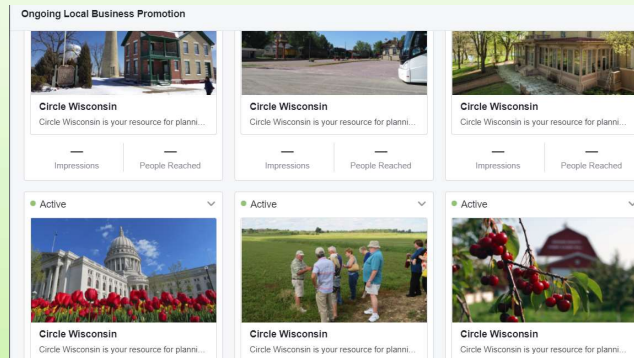 Ongoing Local Business Promotion
Circle Wisconsin
Circle Wisconsin is your resource for planni...
Circle Wisconsin
Circle Wisconsin is your resource for planni...
Circle Wisconsin
Circle Wisconsin is your resource for planni...
— — — — — —
Impressions People Reached Impressions People Reached Impressions People Reached
Active Active Active
Circle Wisconsin
Circle Wisconsin is your resource for planni...
Circle Wisconsin
Circle Wisconsin is your resource for planni...
Circle Wisconsin
Circle Wisconsin is your resource for planni...